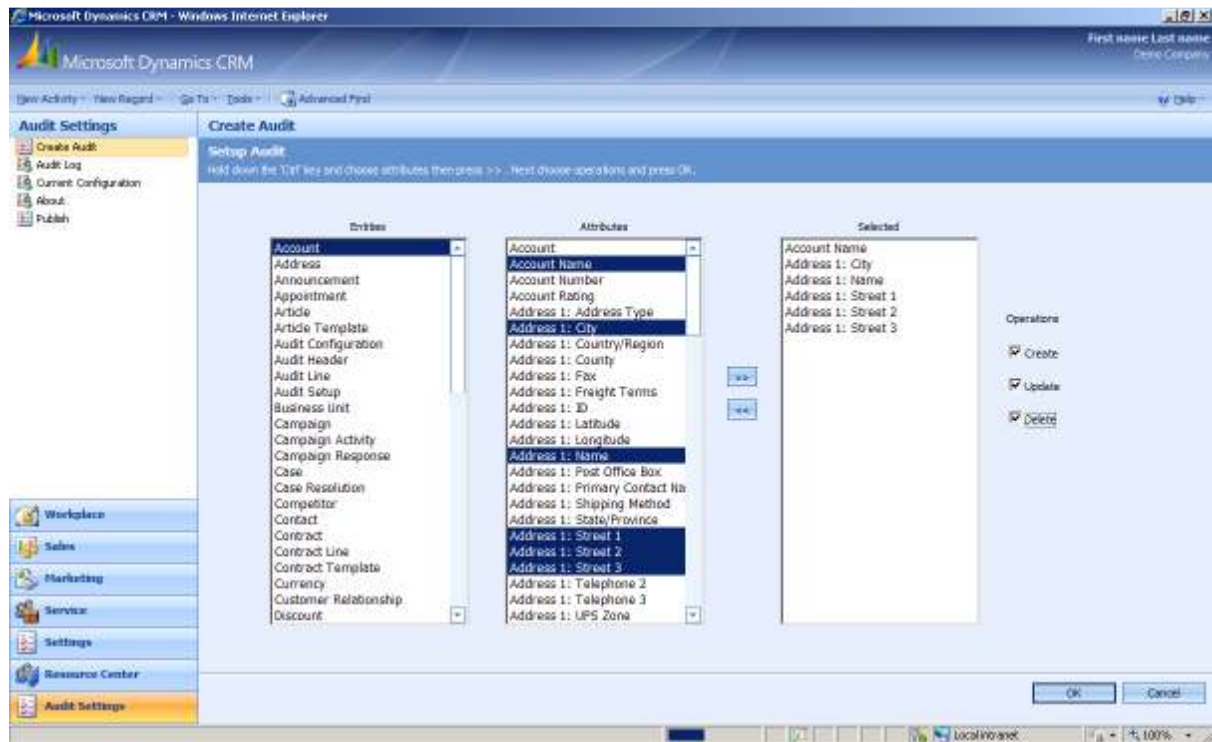 Microsoft Dynamics CRM - Windows Internet Explorer
Microsoft Dynamics CRM
First name Last name
Demo Company
New Activity
New Record
Go To
Tools
Advanced Find
Help
Audit Settings
Create Audit
Audit Log
Current Configuration
About
Publish
Workplace
Sales
Marketing
Service
Settings
Resource Center
Audit Settings
Create Audit
Setup Audit
Hold down the 'Ctrl' key and choose attributes then press >> . Next choose operations and press OK.
Entities
Account
Address
Announcement
Appointment
Article
Article Template
Audit Configuration
Audit Header
Audit Line
Audit Setup
Business Unit
Campaign
Campaign Activity
Campaign Response
Case
Case Resolution
Competitor
Contact
Contract
Contract Line
Contract Template
Currency
Customer Relationship
Discount
Attributes
Account
Account Name
Account Number
Account Rating
Address 1: Address Type
Address 1: City
Address 1: Country/Region
Address 1: County
Address 1: Fax
Address 1: Freight Terms
Address 1: ID
Address 1: Latitude
Address 1: Longitude
Address 1: Name
Address 1: Post Office Box
Address 1: Primary Contact Na
Address 1: Shipping Method
Address 1: State/Province
Address 1: Street 1
Address 1: Street 2
Address 1: Street 3
Address 1: Telephone 2
Address 1: Telephone 3
Address 1: UPS Zone
>>
<<
Selected
Account Name
Address 1: City
Address 1: Name
Address 1: Street 1
Address 1: Street 2
Address 1: Street 3
Operations
Create
Update
Delete
OK
Cancel
Local intranet
100%